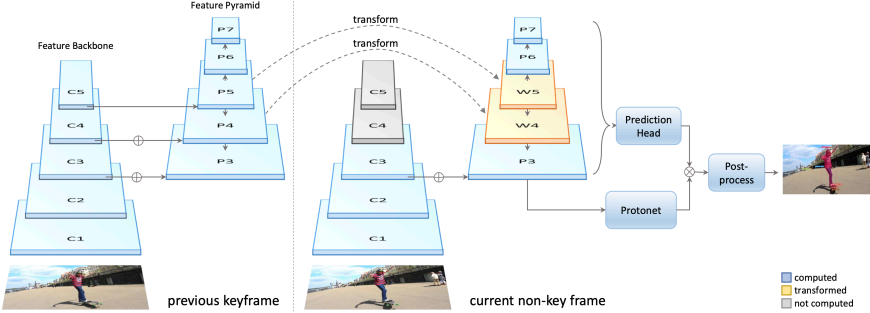 Feature Pyramid
Feature Backbone
P7
P6
P5
P4
P3
C5
C4
C3
C2
C1
previous keyframe
transform
transform
P7
P6
W5
W4
P3
C5
C4
C3
C2
C1
current non-key frame
Prediction
Head
Protonet
Post-
process
computed
transformed
not computed